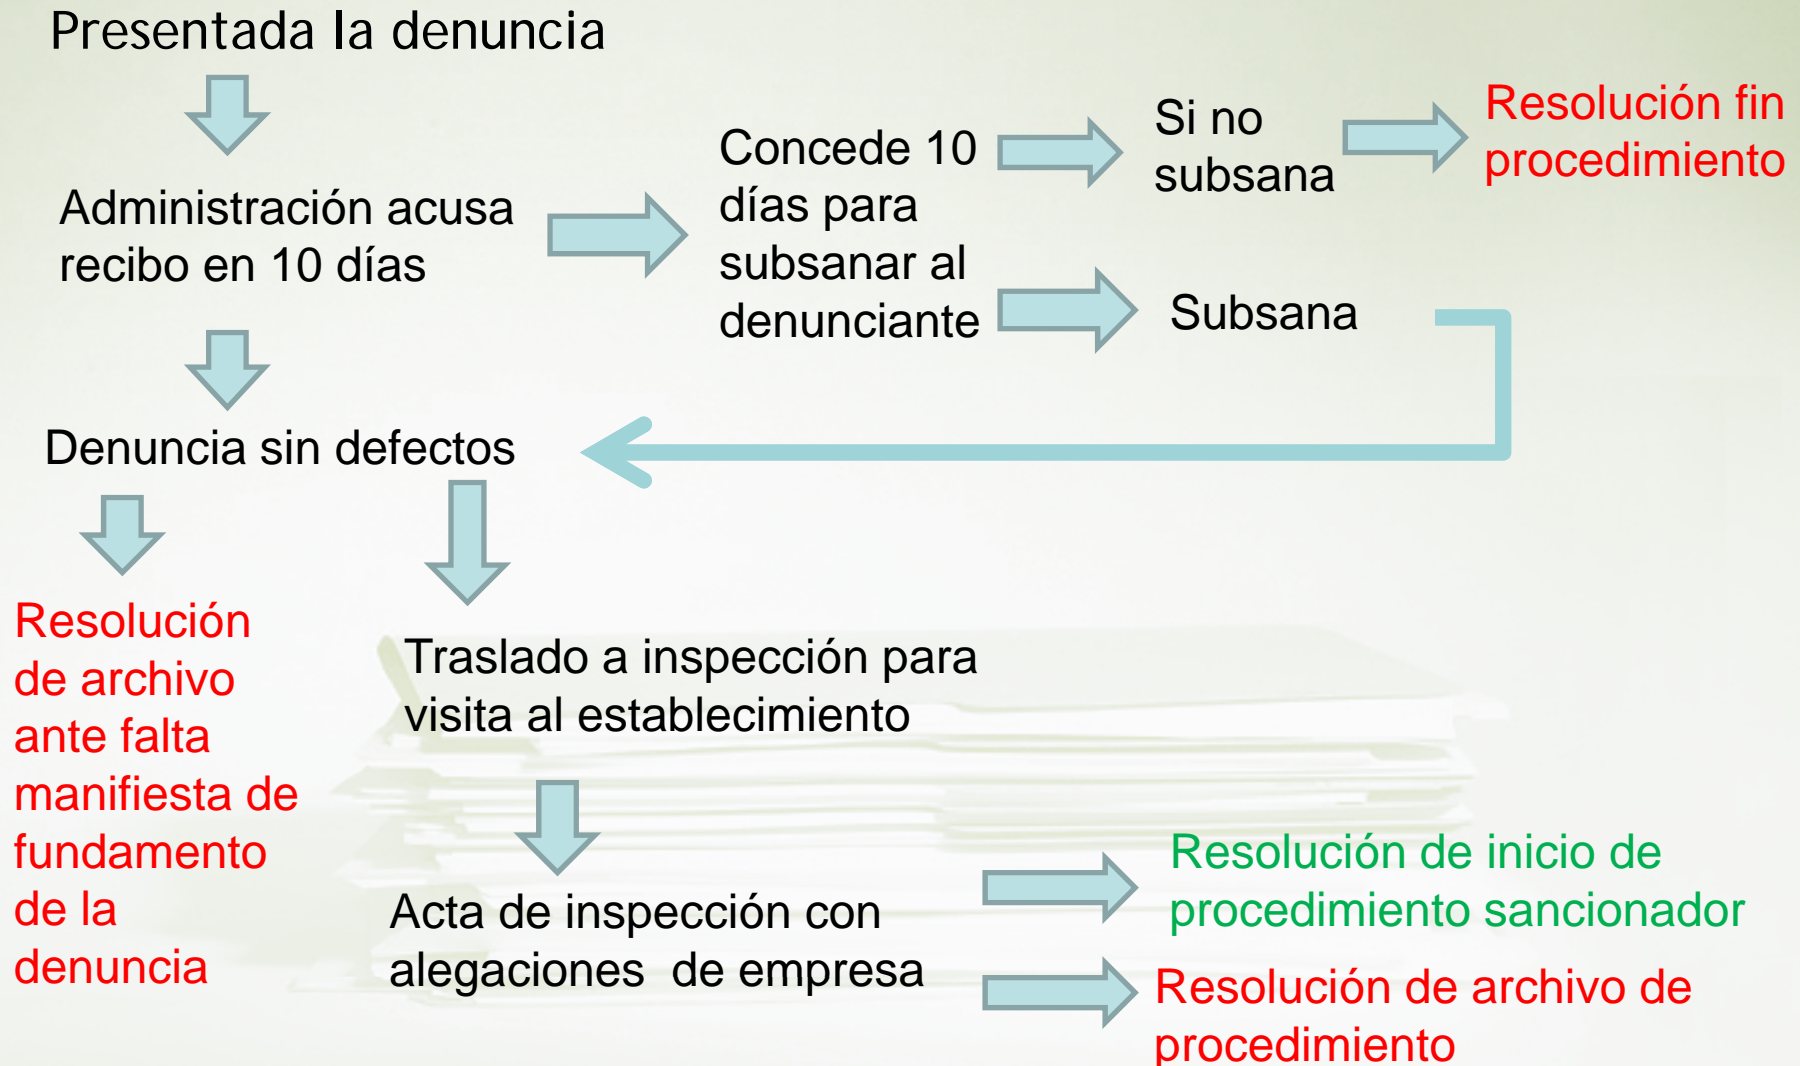 Presentada la denuncia
Administración acusa
recibo en 10 días
Concede 10
días para
subsanar al
denunciante
Si no
subsana
Resolución fin
procedimiento
Subsana
Denuncia sin defectos
Resolución
de archivo
ante falta
manifiesta de
fundamento
de la
denuncia
Traslado a inspección para
visita al establecimiento
Acta de inspección con
alegaciones  de empresa
Resolución de inicio de
procedimiento sancionador
Resolución de archivo de
procedimiento